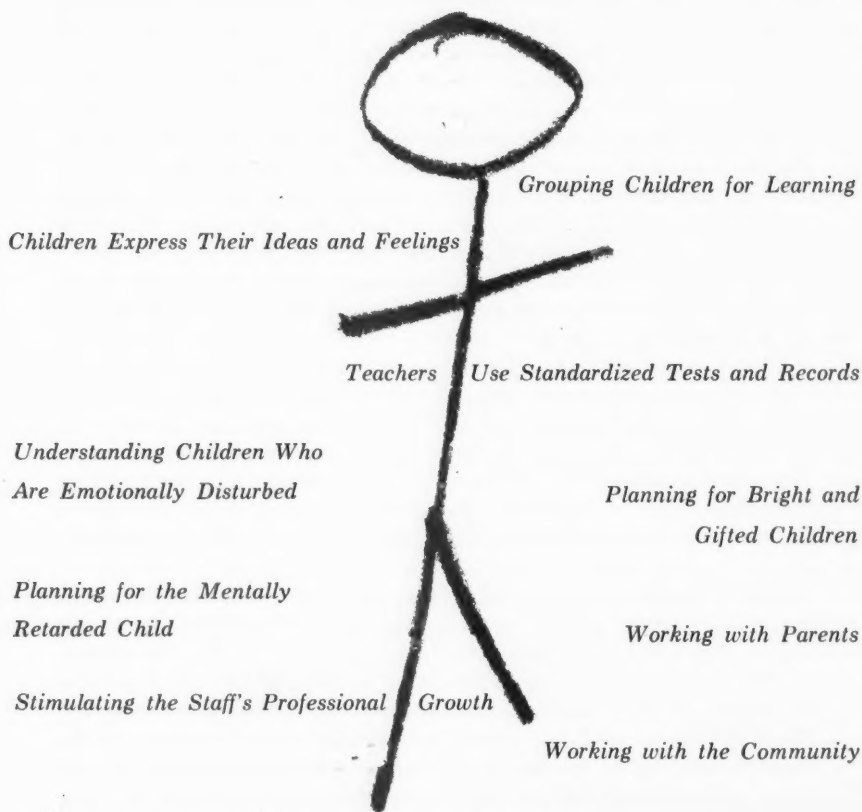 Grouping Children for Learning
Children Express Their Ideas and Feelings
Teachers Use Standardized Tests and Records
Understanding Children Who
Are Emotionally Disturbed
Planning for Bright and
Gifted Children
Planning for the Mentally
Retarded Child
Working with Parents
Stimulating the Staff's Professional Growth
Working with the Community